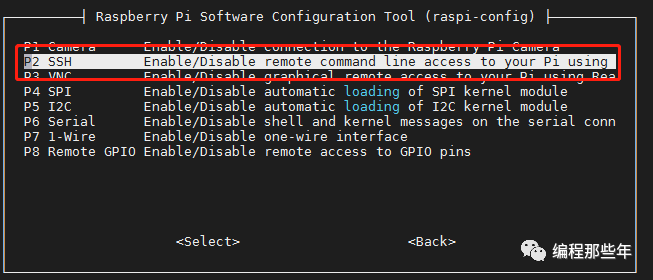 Raspberry Pi Software Configuration Tool (raspi-config)
P1 Camera Enable/Disable connection to the Raspberry Pi Camera
P2 SSH Enable/Disable remote command line access to your Pi using
P3 VNC Enable/Disable graphical remote access to your Pi using Rea
P4 SPI Enable/Disable automatic loading of SPI kernel module
P5 I2C Enable/Disable automatic loading of I2C kernel module
P6 Serial Enable/Disable shell and kernel messages on the serial conn
P7 1-Wire Enable/Disable one-wire interface
P8 Remote GPIO Enable/Disable remote access to GPIO pins
<Select> <Back>
编程那些年